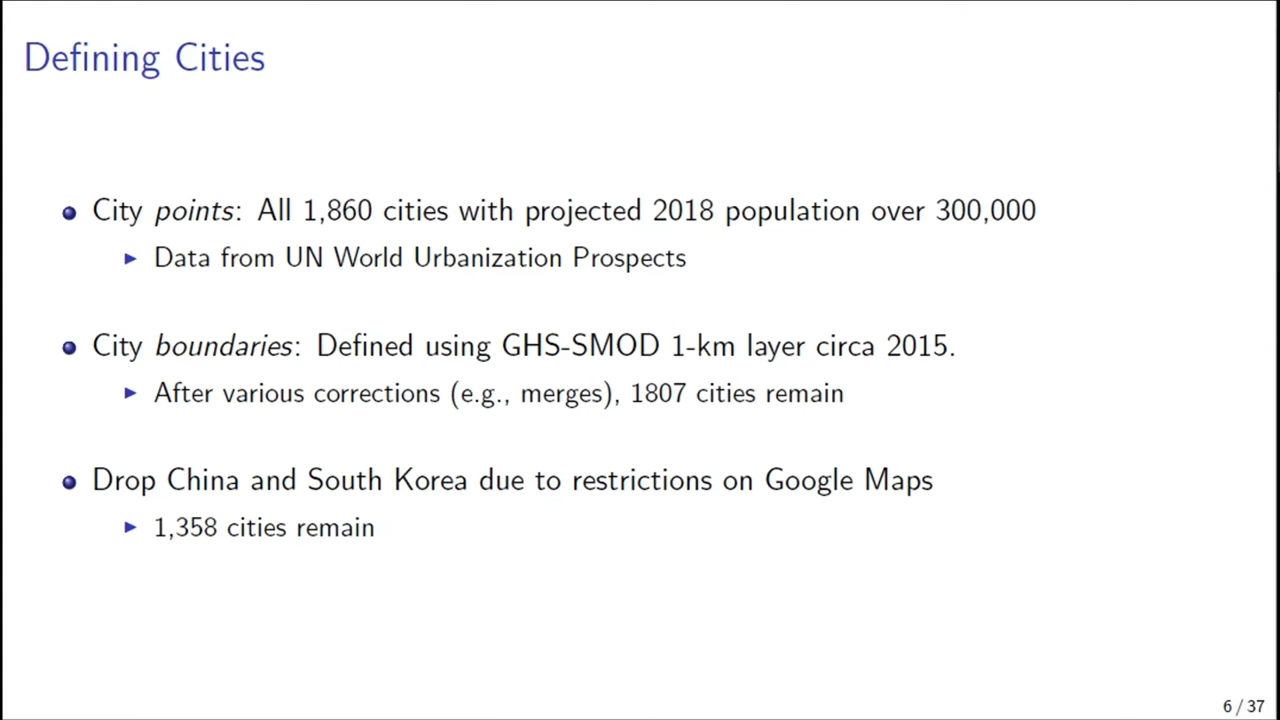 Defining Cities
City points: All 1,860 cities with projected 2018 population over 300,000
Data from UN World Urbanization Prospects
City boundaries: Defined using GHS-SMOD 1-km layer circa 2015.
After various corrections (e.g., merges), 1807 cities remain
Drop China and South Korea due to restrictions on Google Maps
1,358 cities remain
6 / 37